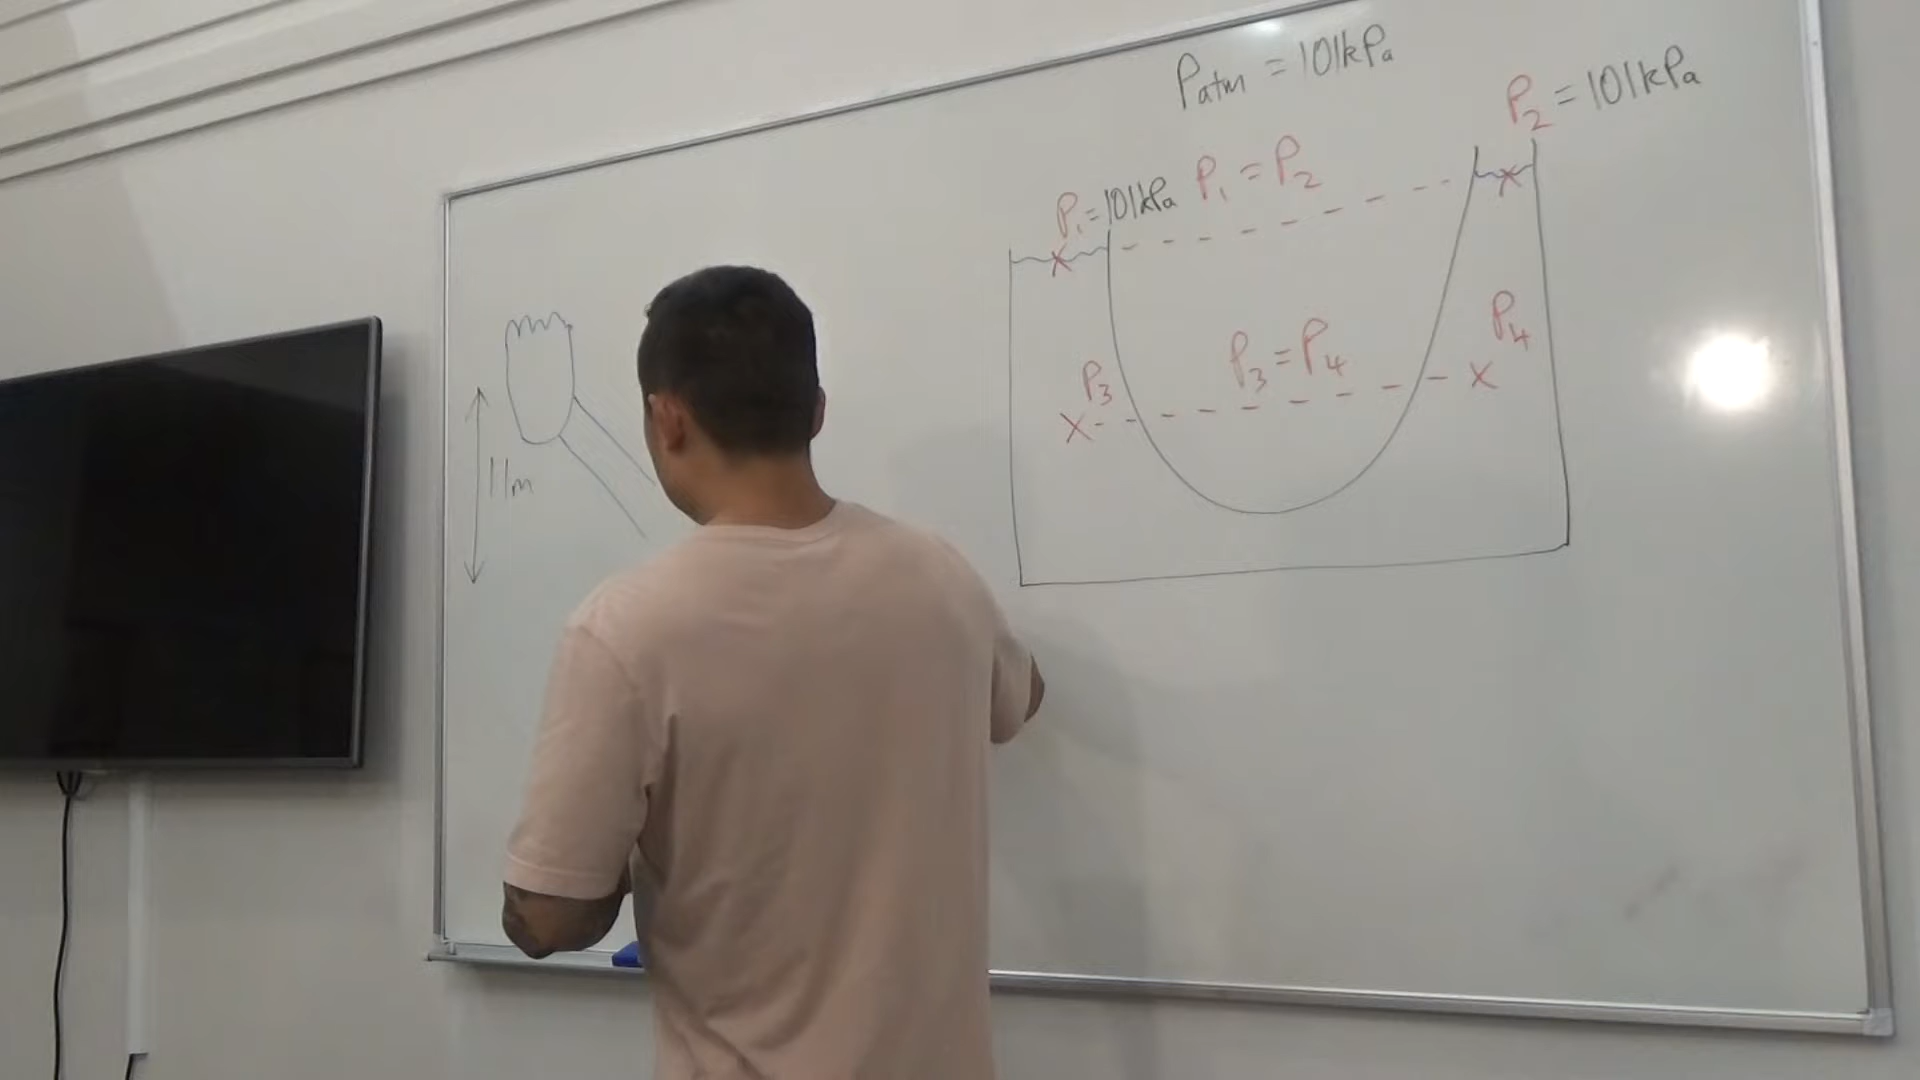 Patm = 101kPa
P2 = 101kPa
P1 = 101kPa
P1 = P2
P3
P3 = P4
P4
11m